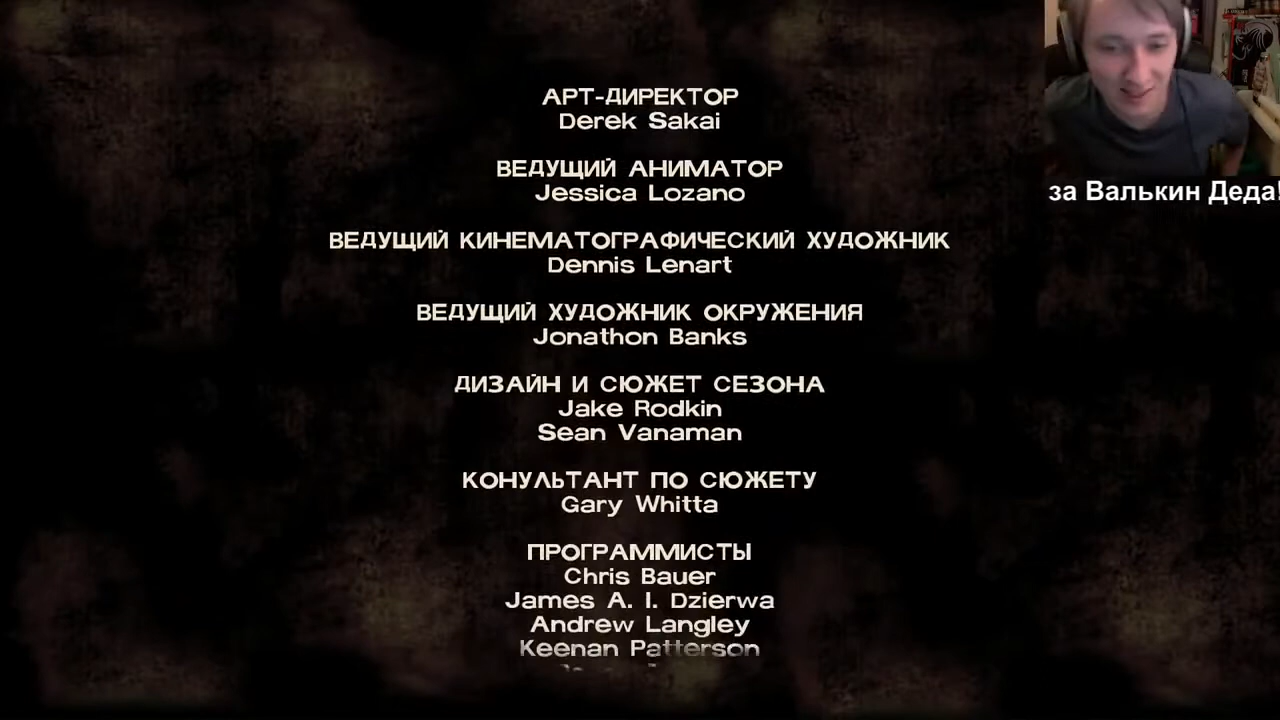 АРТ-ДИРЕКТОР
Derek Sakai
ВЕДУЩИЙ АНИМАТОР
Jessica Lozano
ВЕДУЩИЙ КИНЕМАТОГРАФИЧЕСКИЙ ХУДОЖНИК
Dennis Lenart
ВЕДУЩИЙ ХУДОЖНИК ОКРУЖЕНИЯ
Jonathon Banks
ДИЗАЙН И СЮЖЕТ СЕЗОНА
Jake Rodkin
Sean Vanaman
КОНУЛЬТАНТ ПО СЮЖЕТУ
Gary Whitta
ПРОГРАММИСТЫ
Chris Bauer
James A. I. Dzierwa
Andrew Langley
Keenan Patterson
за Валькин Деда!